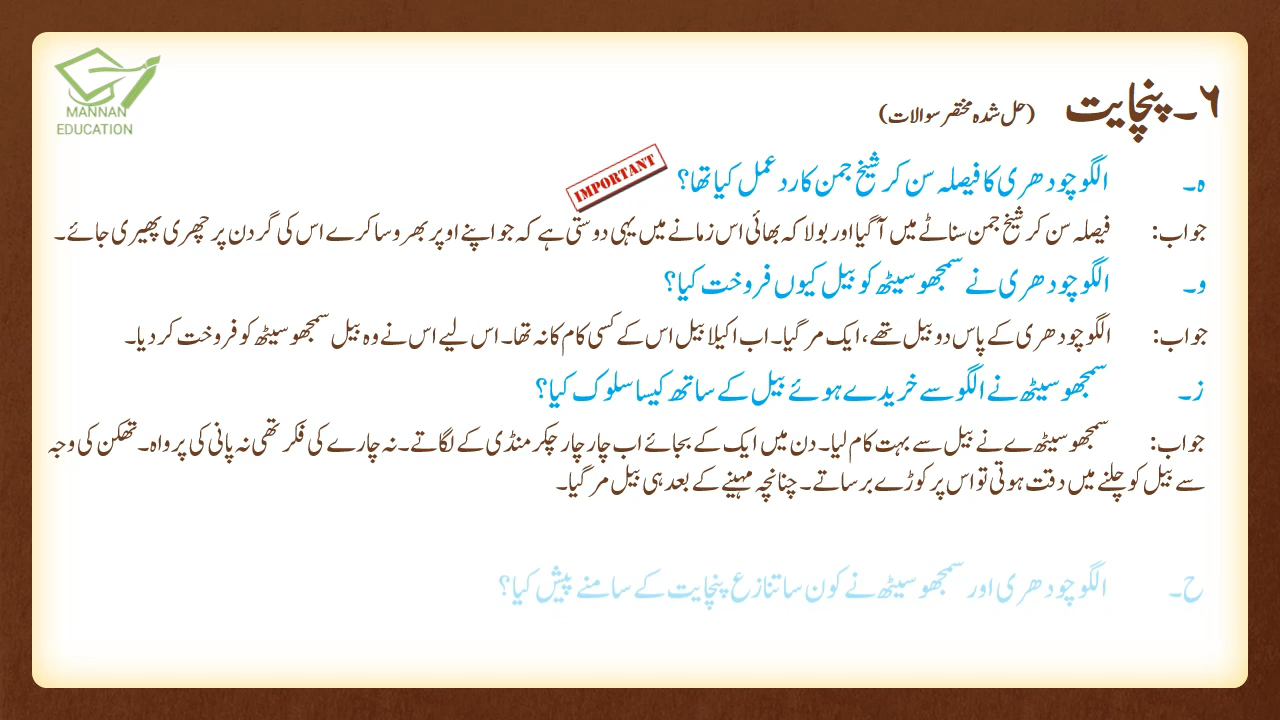 MANNAN
EDUCATION
۶۔ پنچایت (حل شدہ مختصر سوالات)
IMPORTANT
ہ۔ الگو چودھری کا فیصلہ سن کر شیخ جمن کا ردعمل کیا تھا؟
جواب: فیصلہ سن کر شیخ جمن سناٹے میں آ گیا اور بولا کہ بھائی اس زمانے میں یہی دوستی ہے کہ جو اپنے اوپر بھروسا کرے اس کی گردن پر چھری پھیری جائے۔
و۔ الگو چودھری نے سمجھو سیٹھ کو بیل کیوں فروخت کیا؟
جواب: الگو چودھری کے پاس دو بیل تھے، ایک مر گیا۔ اب اکیلا بیل اس کے کسی کام کا نہ تھا۔ اس لیے اس نے وہ بیل سمجھو سیٹھ کو فروخت کر دیا۔
ز۔ سمجھو سیٹھ نے الگو سے خریدے ہوئے بیل کے ساتھ کیسا سلوک کیا؟
جواب: سمجھو سیٹھ ے نے بیل سے بہت کام لیا۔ دن میں ایک کے بجائے اب چار چار چکر منڈی کے لگاتے۔ نہ چارے کی فکر تھی نہ پانی کی پرواہ۔ تھکن کی وجہ
سے بیل کو چلنے میں دقت ہوتی تو اس پر کوڑے برساتے۔ چنانچہ مہینے کے بعد ہی بیل مر گیا۔
ح۔ الگو چودھری اور سمجھو سیٹھ نے کون سا تنازع پنچایت کے سامنے پیش کیا؟